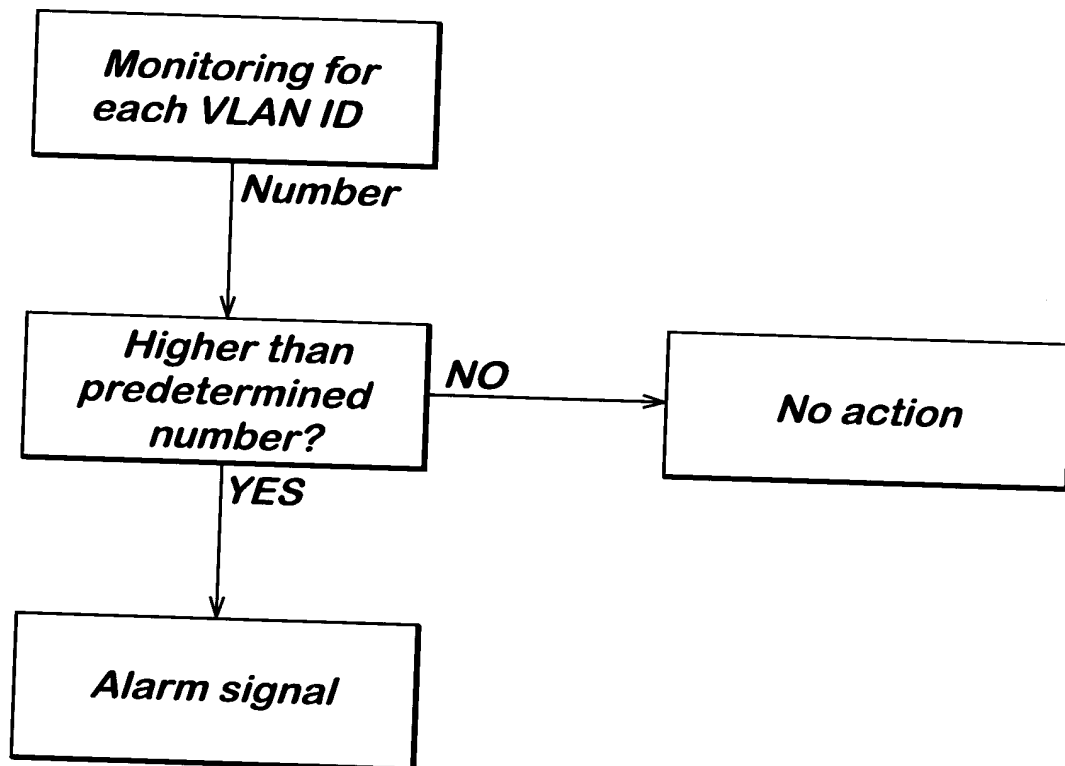 Monitoring for
each VLAN ID
Number
Higher than
predetermined
number?
NO
No action
YES
Alarm signal